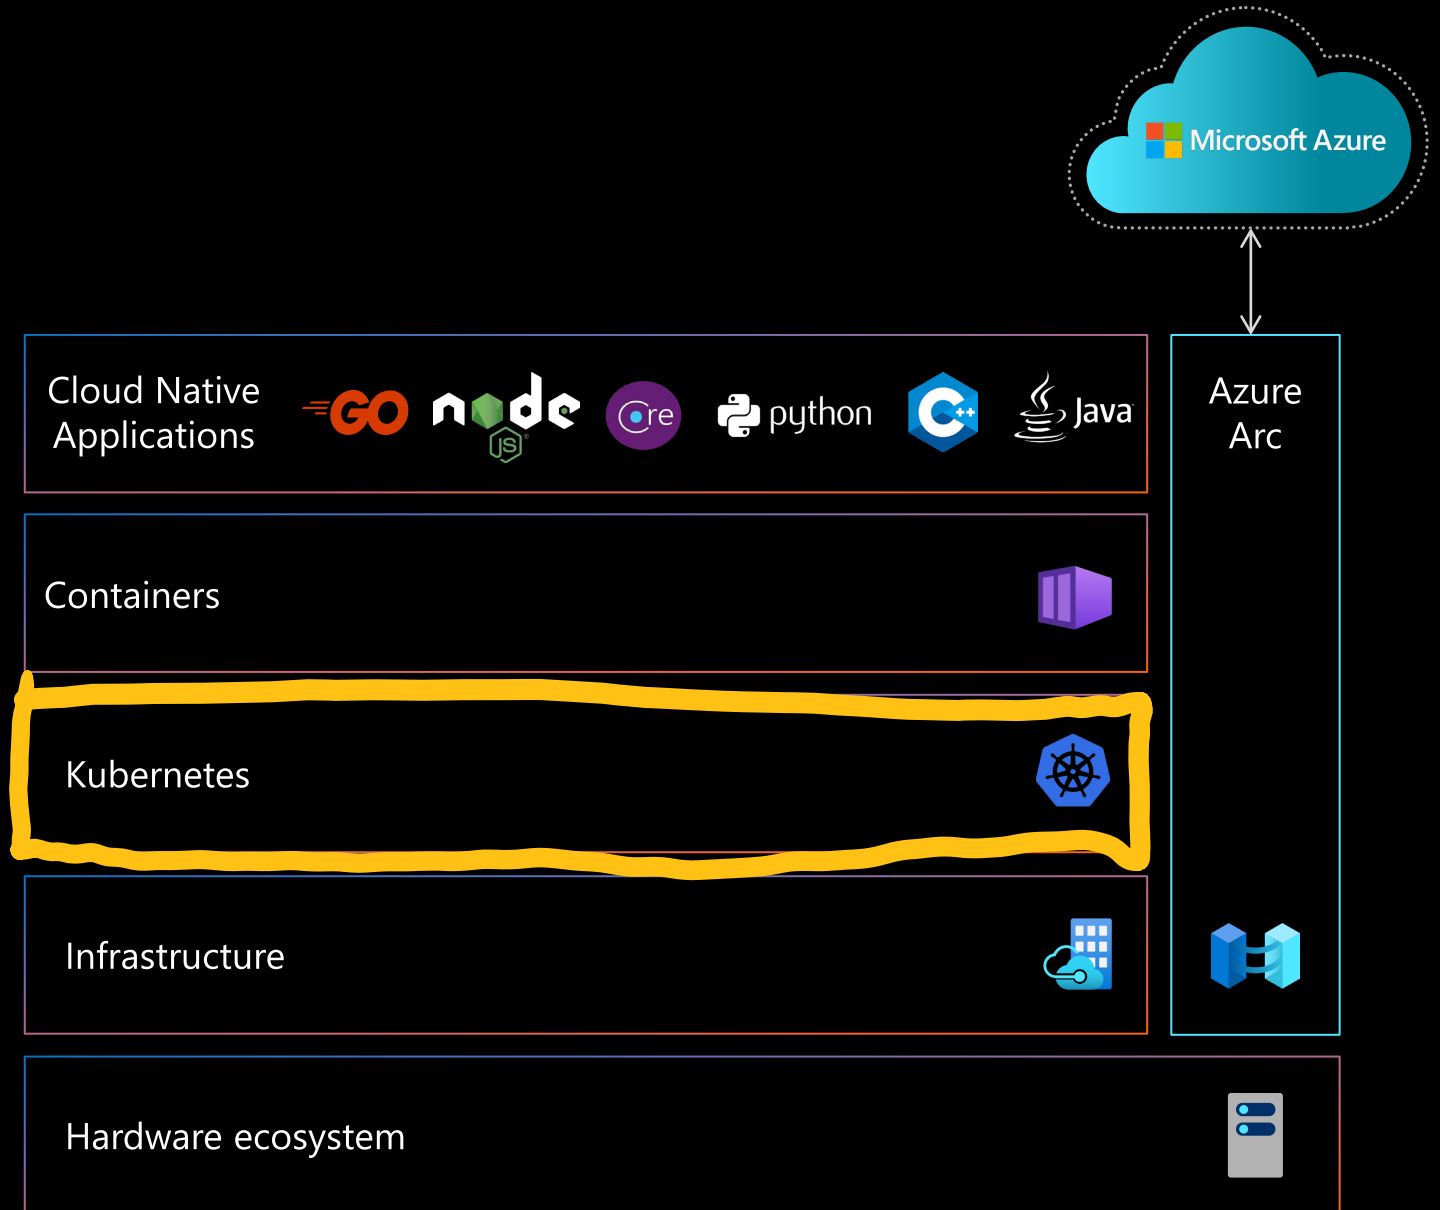 Microsoft Azure
Cloud Native
Applications
GO
node
JS
Core
python
C++
Java
Azure
Arc
Containers
Kubernetes
Infrastructure
Hardware ecosystem